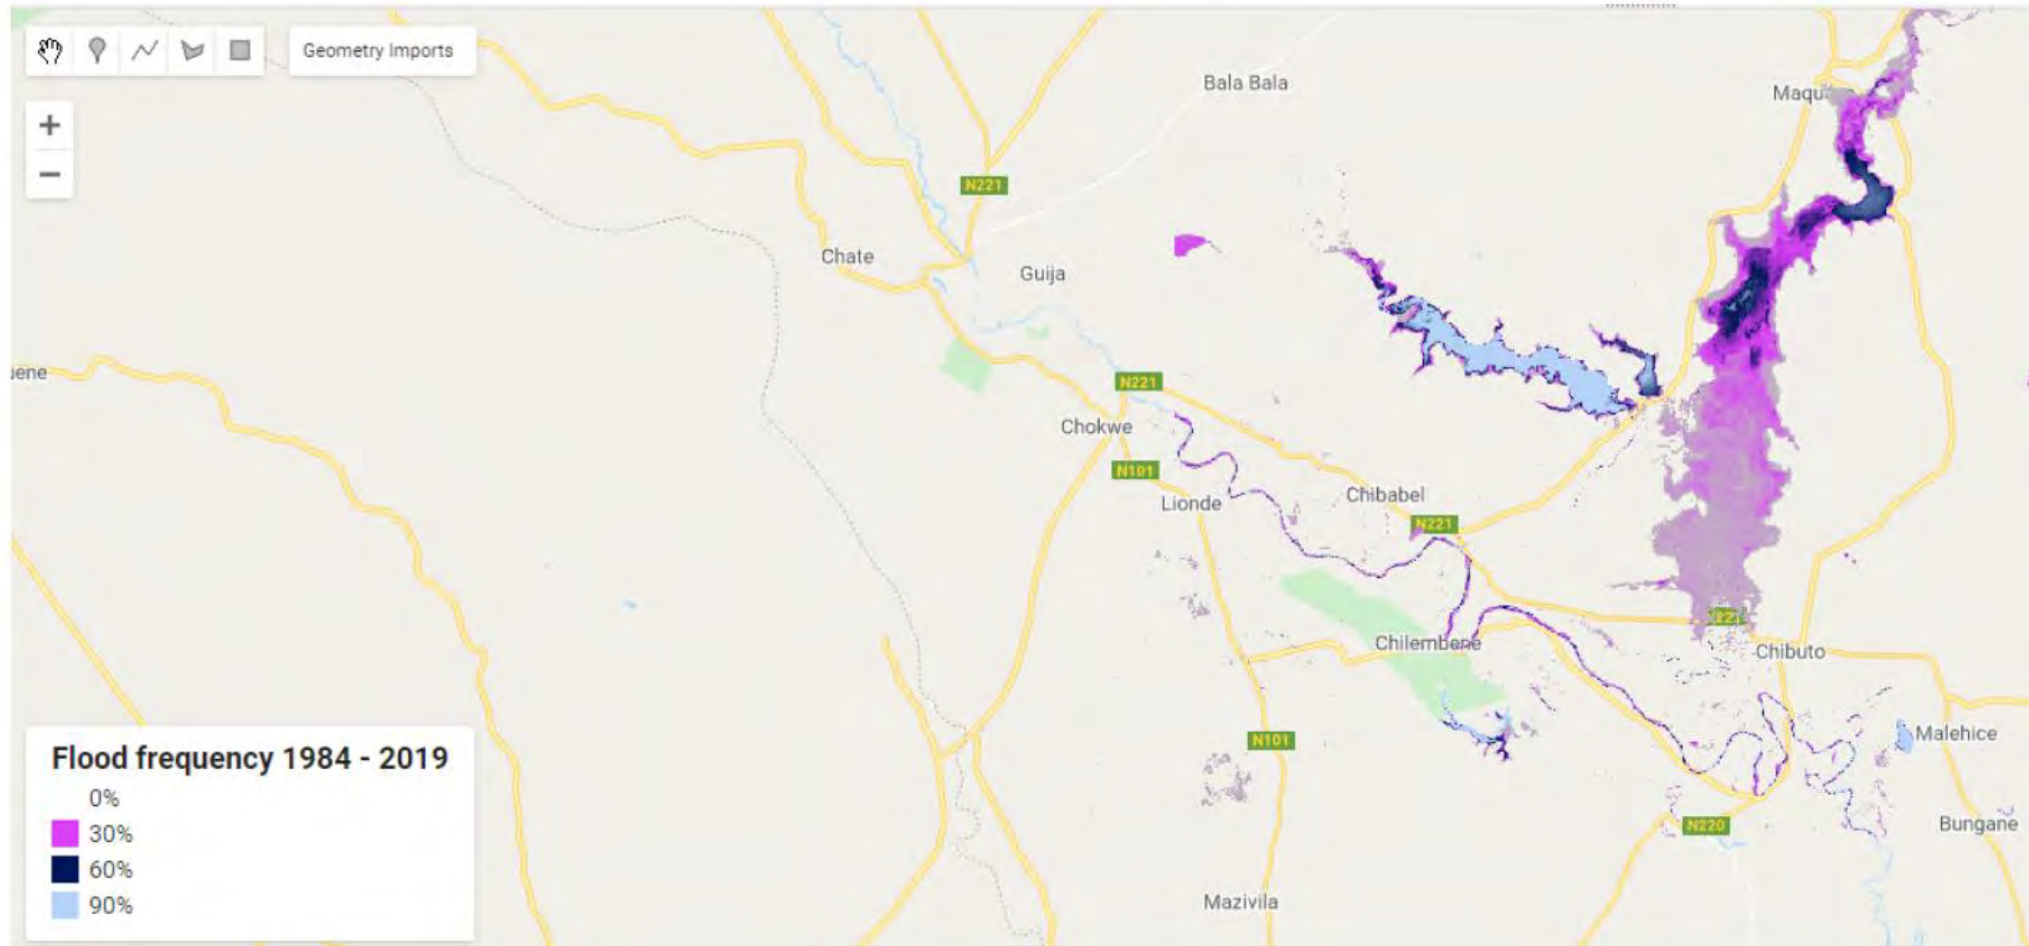 Geometry Imports
+
−
Bala Bala
N221
Chate
Guija
N221
Chokwe
N101
Lionde
Chibabel
N221
Chilembene
Chibuto
N101
Malehice
N220
Bungane
Mazivila
Flood frequency 1984 - 2019
0%
30%
60%
90%